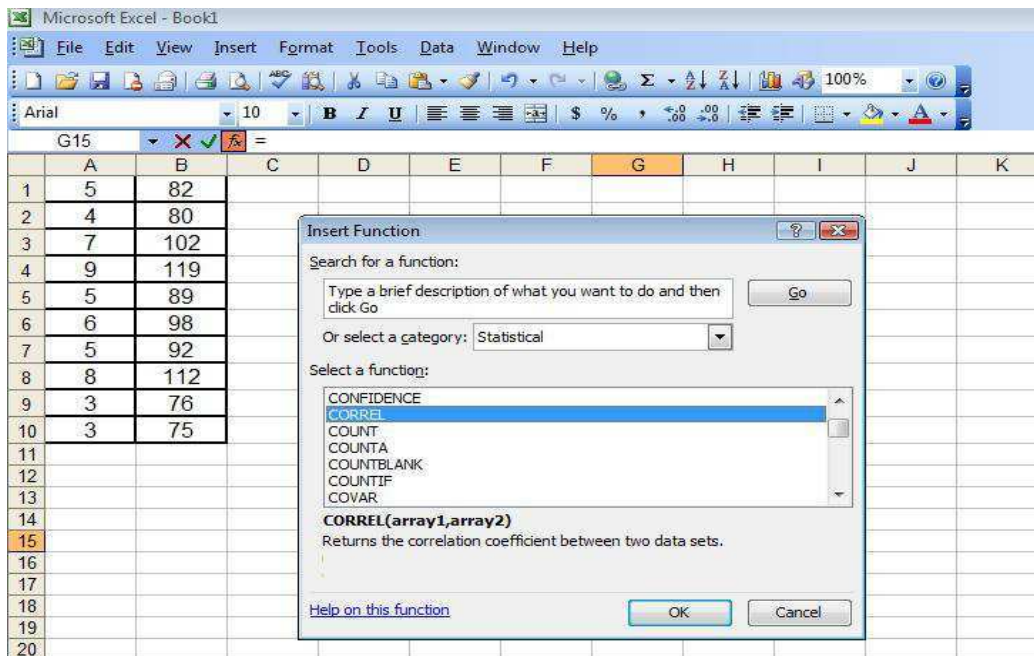 Microsoft Excel - Book1
File Edit View Insert Format Tools Data Window Help
ABC Σ 100%
Arial 10 B I U $ % , .00 .00 A
G15 fx =
A B C D E F G H I J K
1 5 82
2 4 80
3 7 102
4 9 119
5 5 89
6 6 98
7 5 92
8 8 112
9 3 76
10 3 75
11
12
13
14
15
16
17
18
19
20
Insert Function
Search for a function:
Type a brief description of what you want to do and then
click Go
Go
Or select a category: Statistical
Select a function:
CONFIDENCE
CORREL
COUNT
COUNTA
COUNTBLANK
COUNTIF
COVAR
CORREL(array1,array2)
Returns the correlation coefficient between two data sets.
Help on this function
OK
Cancel